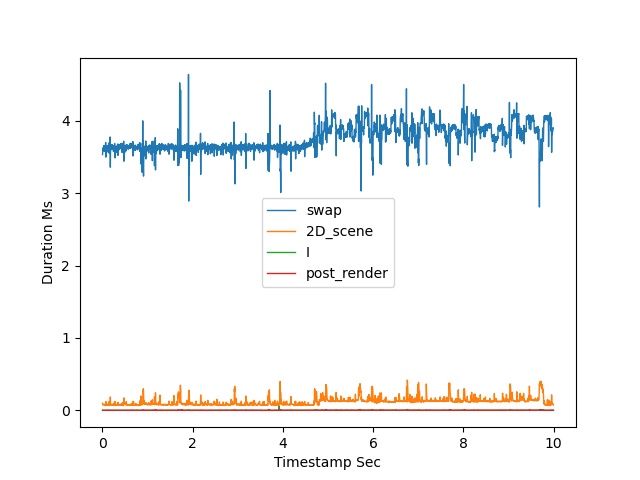 4
3
2
1
0
Duration Ms
swap
2D_scene
I
post_render
0
2
4
6
8
10
Timestamp Sec